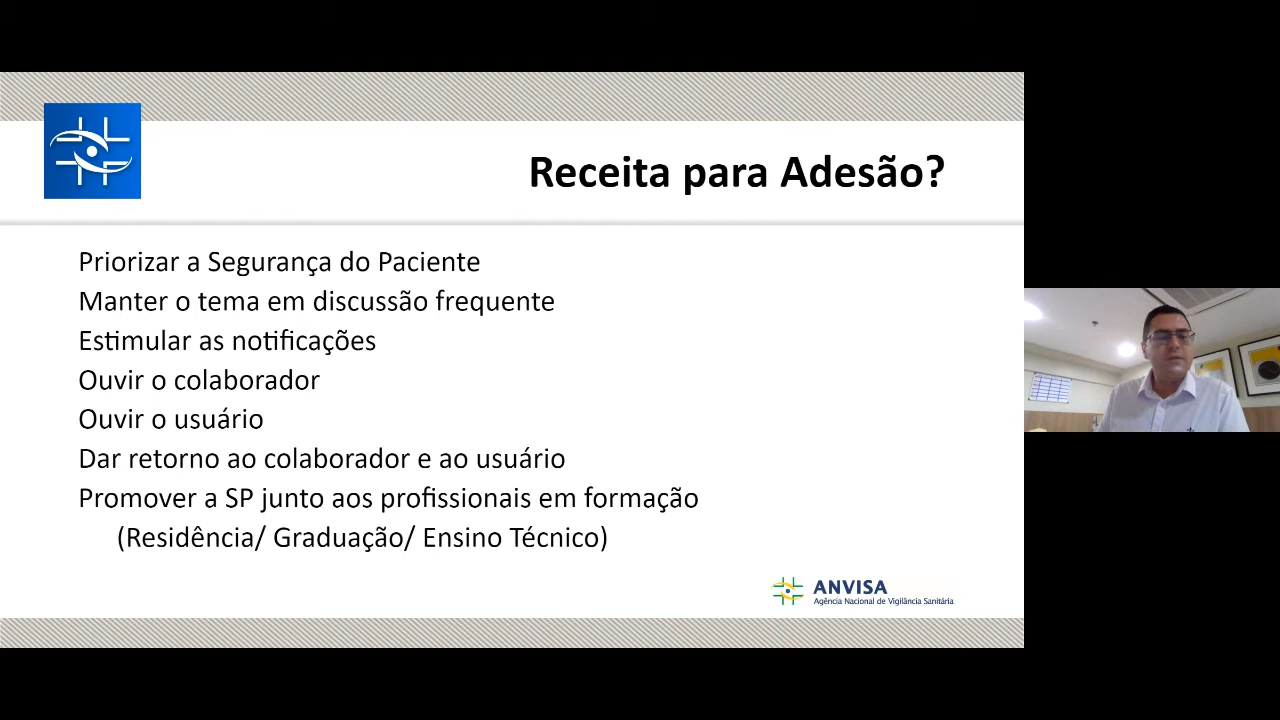 Receita para Adesão?
Priorizar a Segurança do Paciente
Manter o tema em discussão frequente
Estimular as notificações
Ouvir o colaborador
Ouvir o usuário
Dar retorno ao colaborador e ao usuário
Promover a SP junto aos profissionais em formação
(Residência/ Graduação/ Ensino Técnico)
ANVISA
Agência Nacional de Vigilância Sanitária